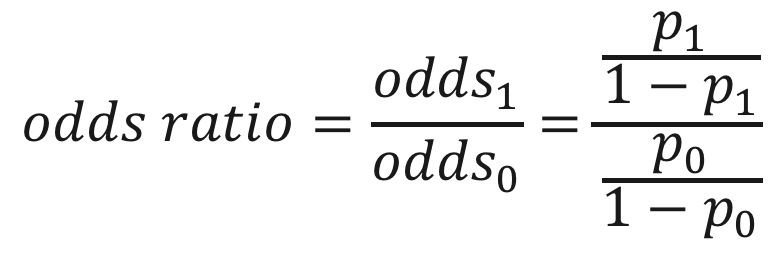 odds ratio = odds₁ / odds₀ = (p₁ / (1 − p₁)) / (p₀ / (1 − p₀))